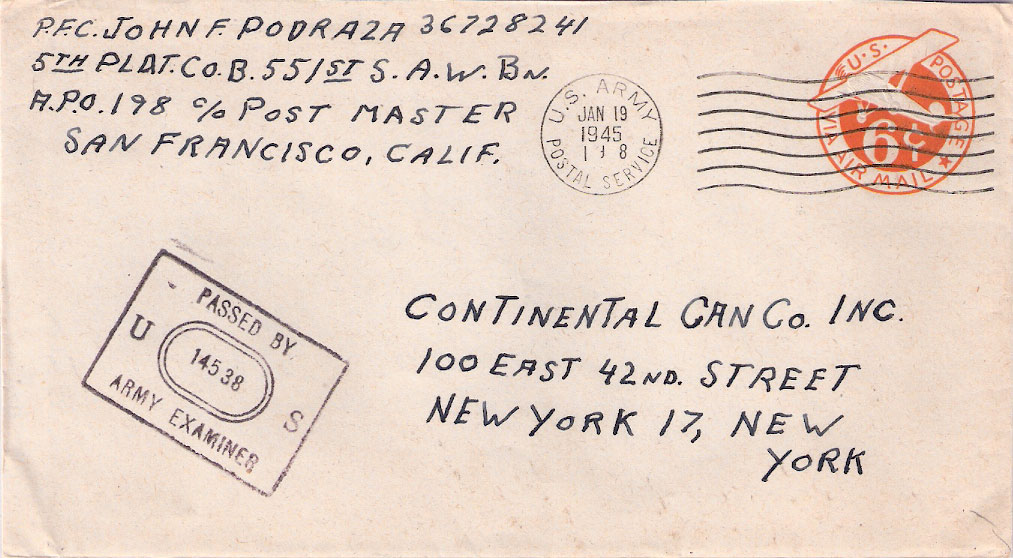 P.F.C. JOHN F. PODRAZA 36728241
5TH PLAT. CO. B. 551ST S. A. W. BN.
A.P.O. 198 c/o POST MASTER
SAN FRANCISCO, CALIF.
U.S. ARMY
JAN 19
1945
POSTAL SERVICE
U.S. POSTAGE
6¢
VIA AIR MAIL
PASSED BY
U 14538 S
ARMY EXAMINER
CONTINENTAL CAN CO. INC.
100 EAST 42ND. STREET
NEW YORK 17, NEW
YORK